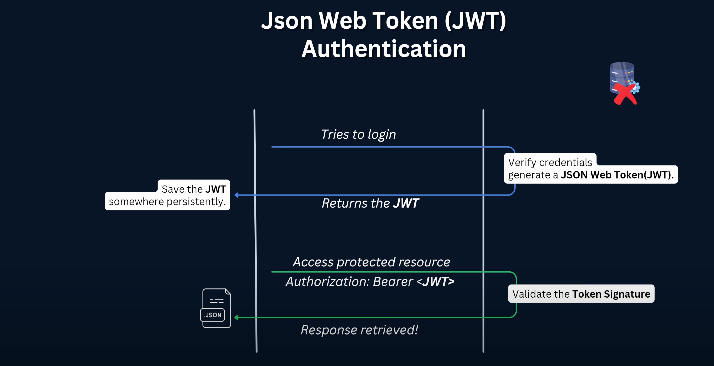 Json Web Token (JWT)
Authentication
Tries to login
Verify credentials
generate a JSON Web Token(JWT).
Save the JWT
somewhere persistently.
Returns the JWT
Access protected resource
Authorization: Bearer <JWT>
Validate the Token Signature
.JSON
Response retrieved!